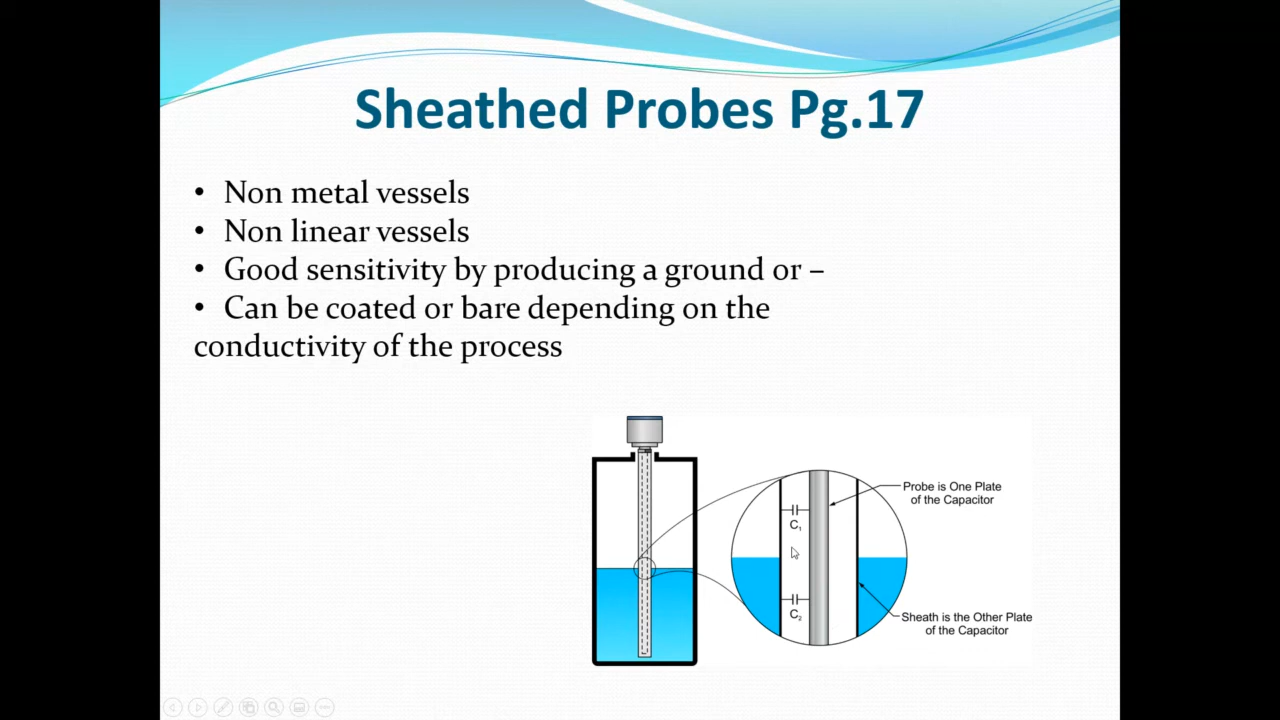 Sheathed Probes Pg.17
• Non metal vessels
• Non linear vessels
• Good sensitivity by producing a ground or –
• Can be coated or bare depending on the
conductivity of the process
Probe is One Plate
of the Capacitor
C₁
C₂
Sheath is the Other Plate
of the Capacitor